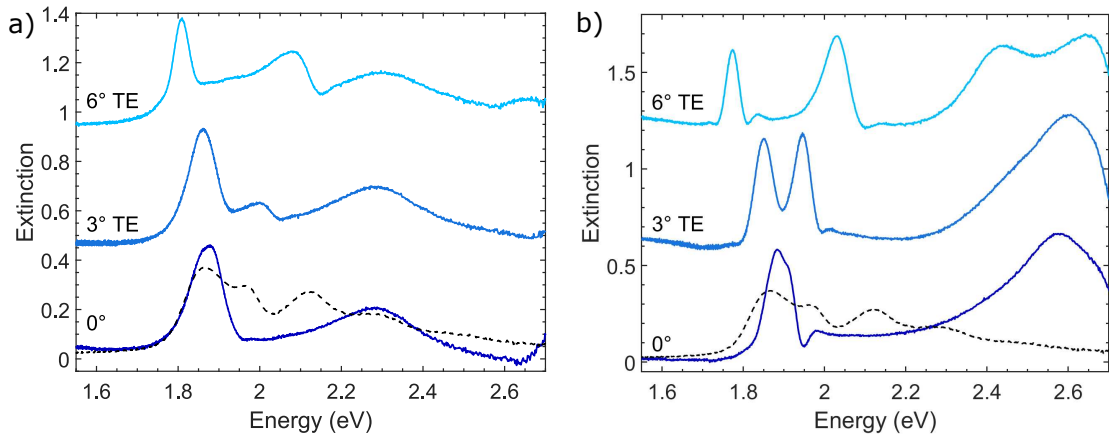 a)
1.4
1.2
1
0.8
0.6
0.4
0.2
0
Extinction
6° TE
3° TE
0°
1.6 1.8 2 2.2 2.4 2.6
Energy (eV)
b)
1.5
1
0.5
0
Extinction
6° TE
3° TE
0°
1.6 1.8 2 2.2 2.4 2.6
Energy (eV)